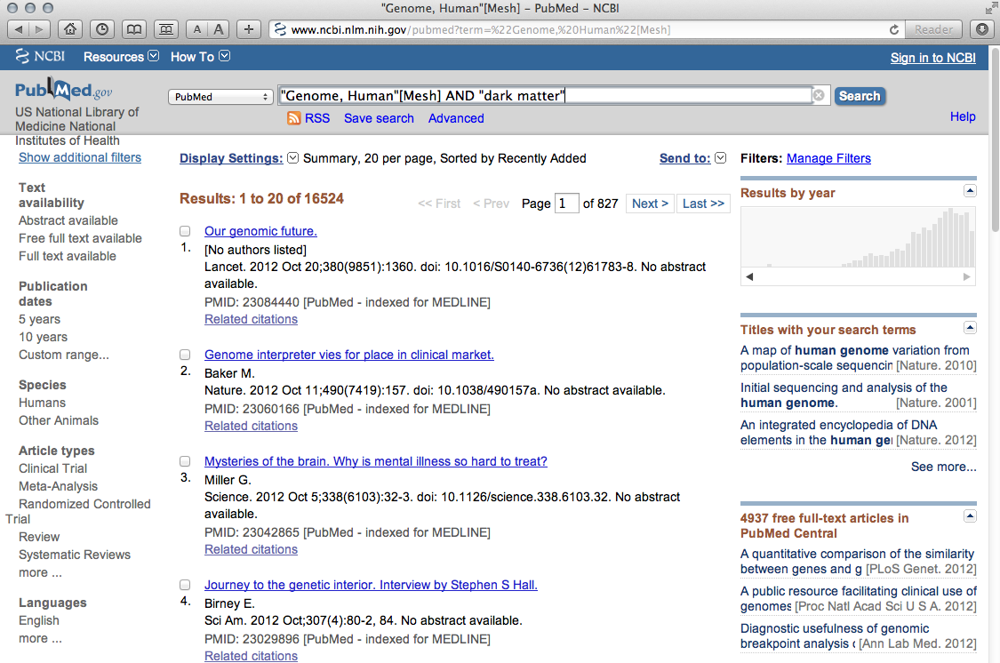 "Genome, Human"[Mesh] – PubMed – NCBI
A A + www.ncbi.nlm.nih.gov/pubmed?term=%22Genome,%20Human%22[Mesh] Reader
NCBI Resources How To Sign in to NCBI
PubMed.gov
US National Library of
Medicine National
Institutes of Health
PubMed "Genome, Human"[Mesh] AND "dark matter" Search
RSS Save search Advanced
Help
Show additional filters
Text
availability
Abstract available
Free full text available
Full text available
Publication
dates
5 years
10 years
Custom range...
Species
Humans
Other Animals
Article types
Clinical Trial
Meta-Analysis
Randomized Controlled
Trial
Review
Systematic Reviews
more ...
Languages
English
more ...
Display Settings: Summary, 20 per page, Sorted by Recently Added Send to:
Results: 1 to 20 of 16524
<< First < Prev Page 1 of 827 Next > Last >>
Our genomic future.
1. [No authors listed]
Lancet. 2012 Oct 20;380(9851):1360. doi: 10.1016/S0140-6736(12)61783-8. No abstract
available.
PMID: 23084440 [PubMed - indexed for MEDLINE]
Related citations
Genome interpreter vies for place in clinical market.
2. Baker M.
Nature. 2012 Oct 11;490(7419):157. doi: 10.1038/490157a. No abstract available.
PMID: 23060166 [PubMed - indexed for MEDLINE]
Related citations
Mysteries of the brain. Why is mental illness so hard to treat?
3. Miller G.
Science. 2012 Oct 5;338(6103):32-3. doi: 10.1126/science.338.6103.32. No abstract
available.
PMID: 23042865 [PubMed - indexed for MEDLINE]
Related citations
Journey to the genetic interior. Interview by Stephen S Hall.
4. Birney E.
Sci Am. 2012 Oct;307(4):80-2, 84. No abstract available.
PMID: 23029896 [PubMed - indexed for MEDLINE]
Related citations
Filters: Manage Filters
Results by year
Titles with your search terms
A map of human genome variation from
population-scale sequencin [Nature. 2010]
Initial sequencing and analysis of the
human genome. [Nature. 2001]
An integrated encyclopedia of DNA
elements in the human ge [Nature. 2012]
See more...
4937 free full-text articles in
PubMed Central
A quantitative comparison of the similarity
between genes and g [PLoS Genet. 2012]
A public resource facilitating clinical use of
genomes [Proc Natl Acad Sci U S A. 2012]
Diagnostic usefulness of genomic
breakpoint analysis [Ann Lab Med. 2012]